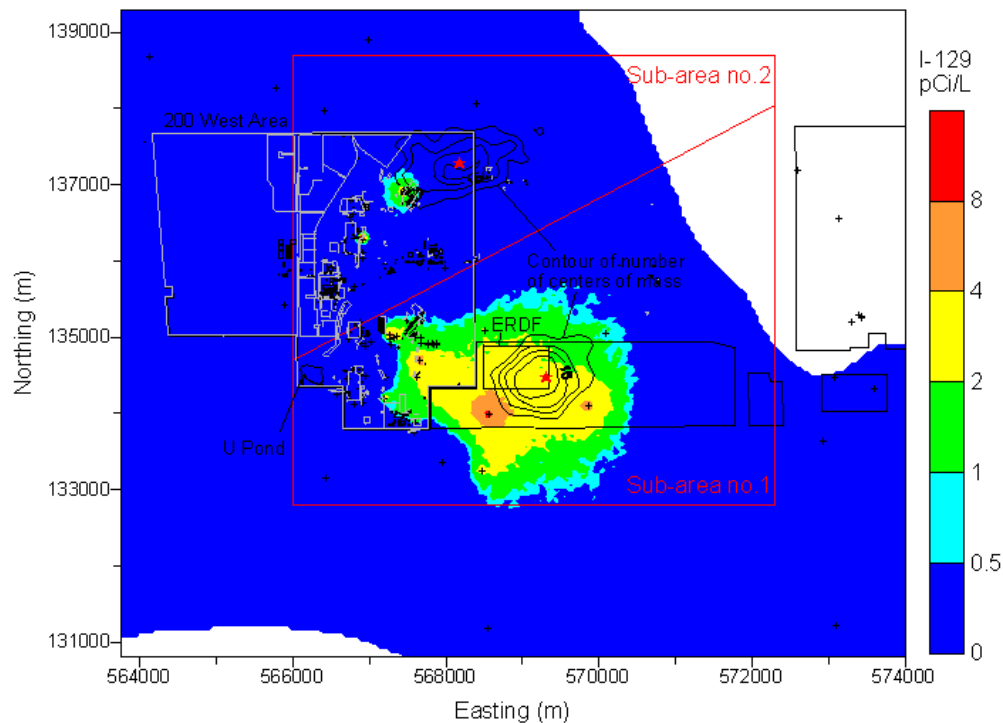 139000
137000
135000
133000
131000
Northing (m)
564000
566000
568000
570000
572000
574000
Easting (m)
Sub-area no.2
200 West Area
Contour of number
of centers of mass
ERDF
U Pond
Sub-area no.1
I-129
pCi/L
8
4
2
1
0.5
0